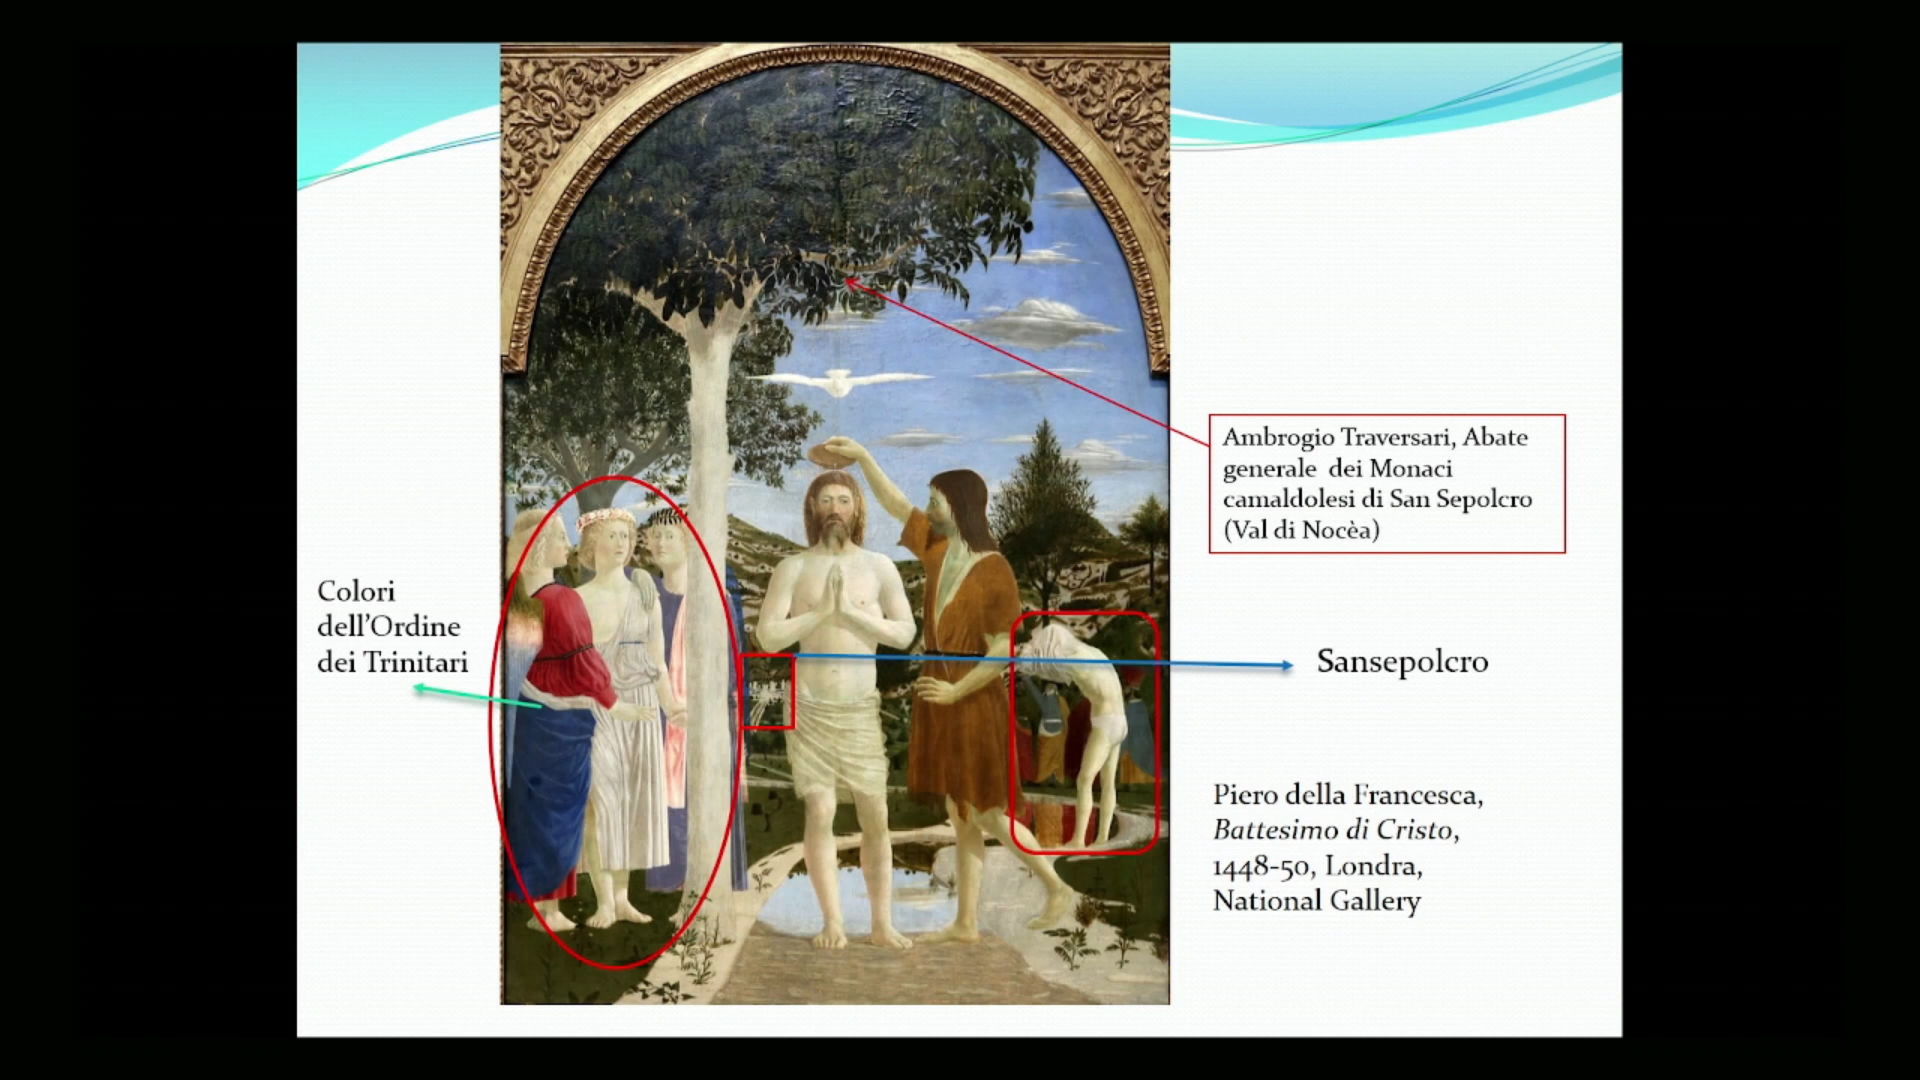 Colori
dell'Ordine
dei Trinitari
Ambrogio Traversari, Abate
generale dei Monaci
camaldolesi di San Sepolcro
(Val di Nocèa)
Sansepolcro
Piero della Francesca,
Battesimo di Cristo,
1448-50, Londra,
National Gallery